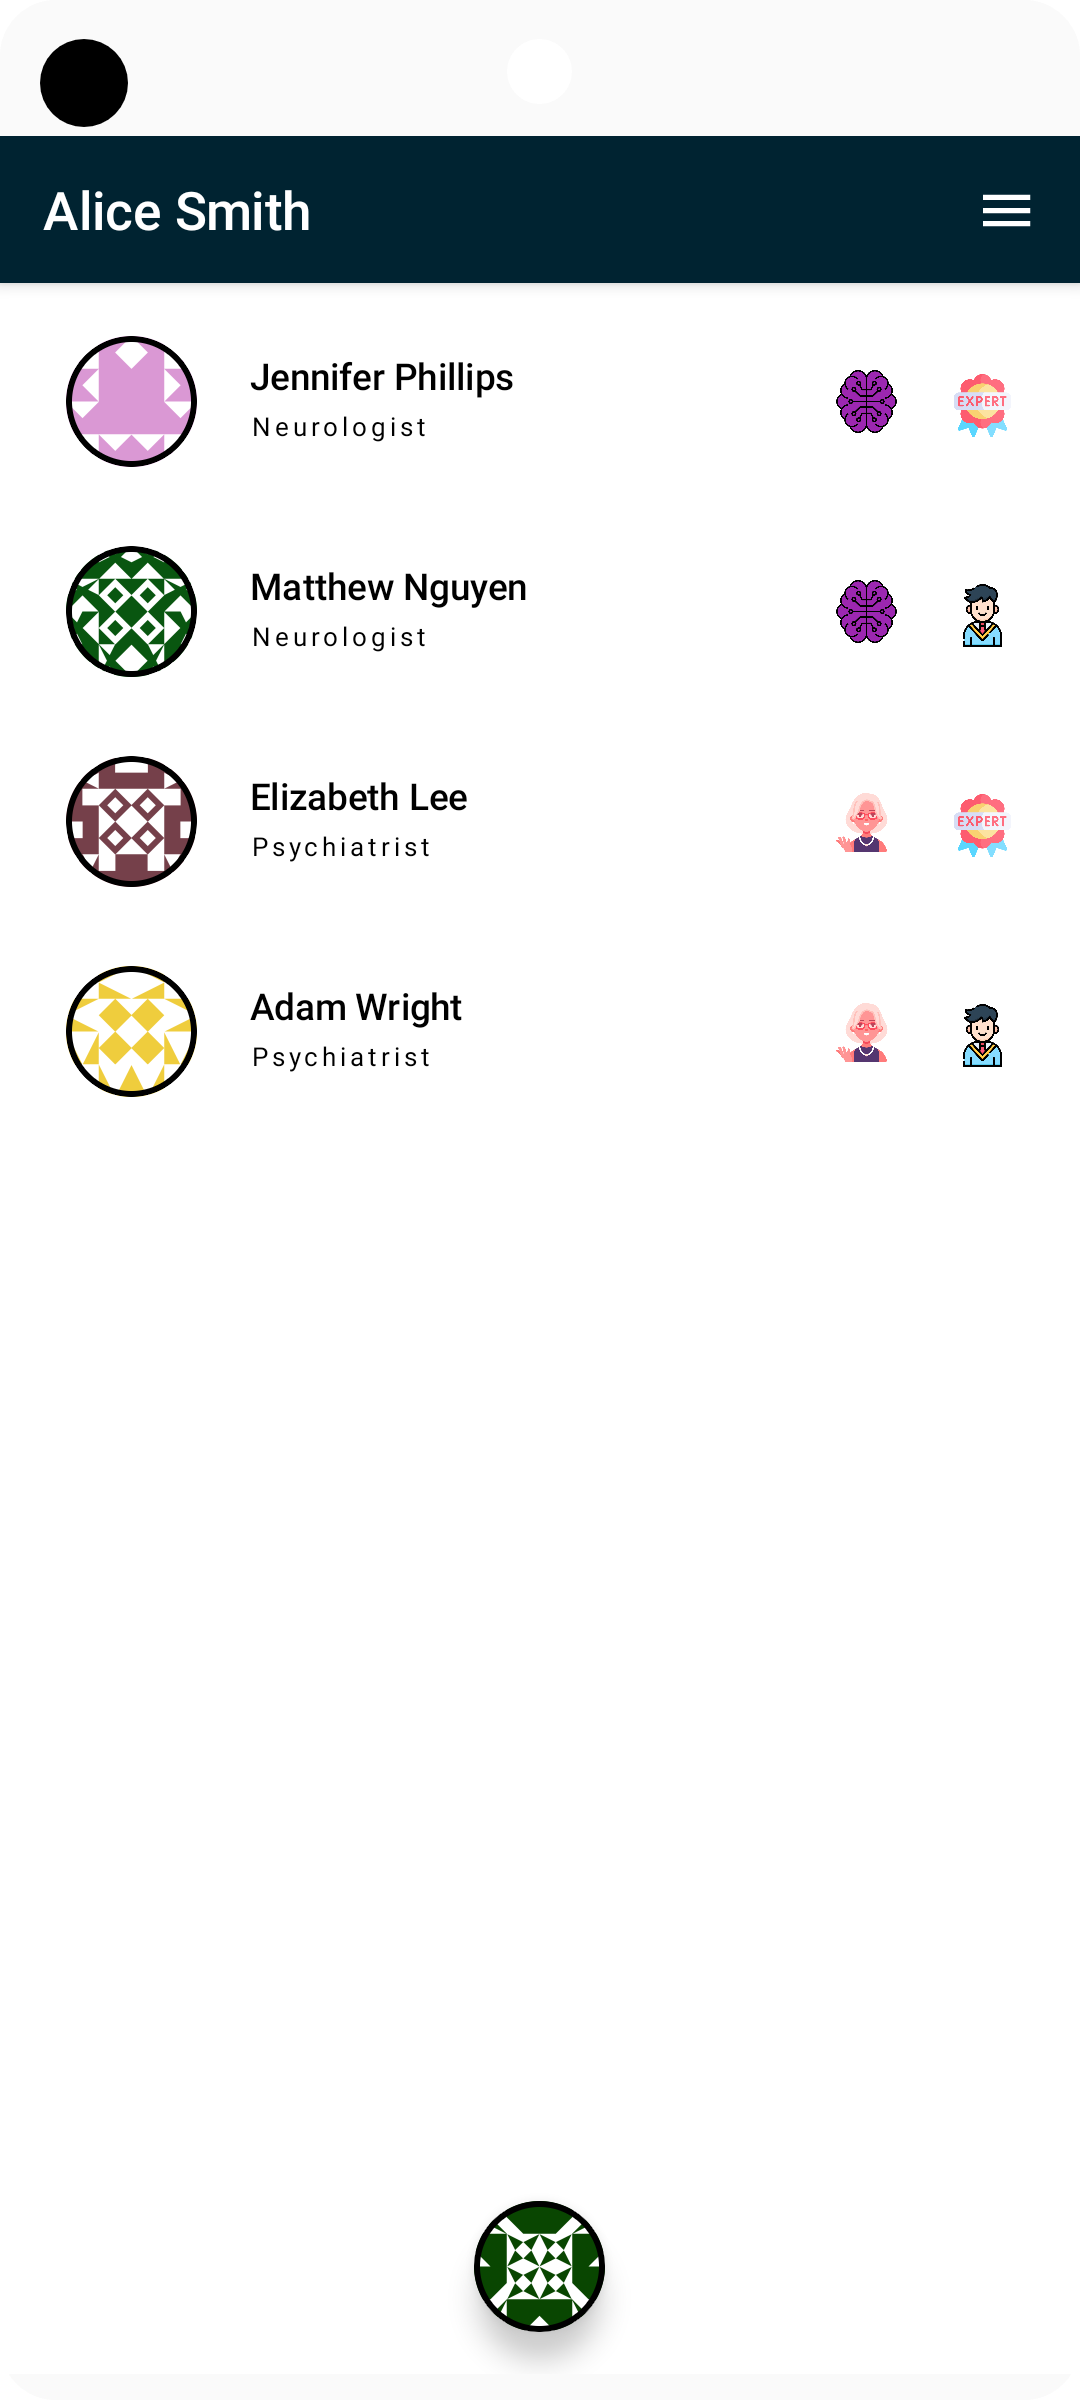 Alice Smith
Jennifer Phillips
Neurologist
EXPERT
Matthew Nguyen
Neurologist
Elizabeth Lee
Psychiatrist
EXPERT
Adam Wright
Psychiatrist